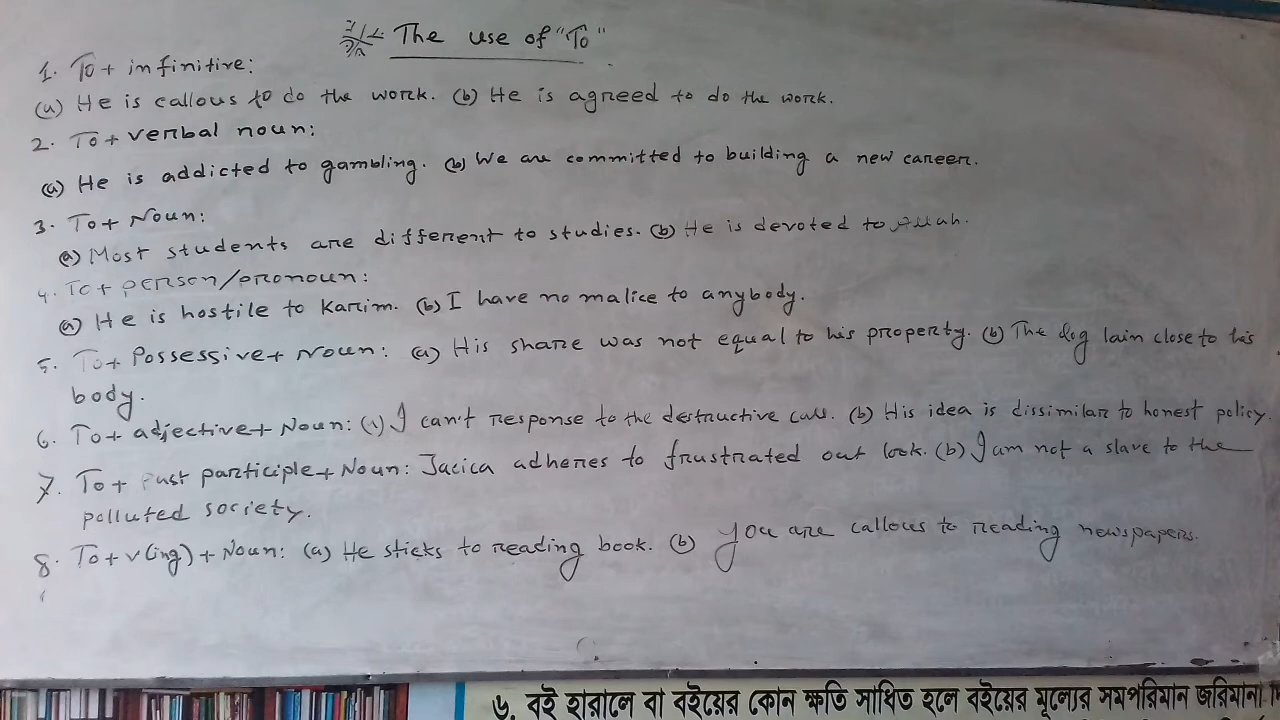 The use of "To"
1. To + infinitive:
(a) He is callous to do the work. (b) He is agreed to do the work.
2. To + verbal noun:
(a) He is addicted to gambling. (b) We are committed to building a new career.
3. To + Noun:
(a) Most students are different to studies. (b) He is devoted to Allah.
4. To + person/pronoun:
(a) He is hostile to Karim. (b) I have no malice to anybody.
5. To + Possessive + Noun: (a) His share was not equal to his property. (b) The dog lain close to his
body.
6. To + adjective + Noun: (1) I can't response to the destructive call. (b) His idea is dissimilar to honest policy.
7. To + Past participle + Noun: Jacica adheres to frustrated out look. (b) I am not a slave to the
polluted society.
8. To + v(ing) + Noun: (a) He sticks to reading book. (b) you are callous to reading newspapers.
৬. বই হারালে বা বইয়ের কোন ক্ষতি সাধিত হলে বইয়ের মূল্যের সমপরিমান জরিমানা